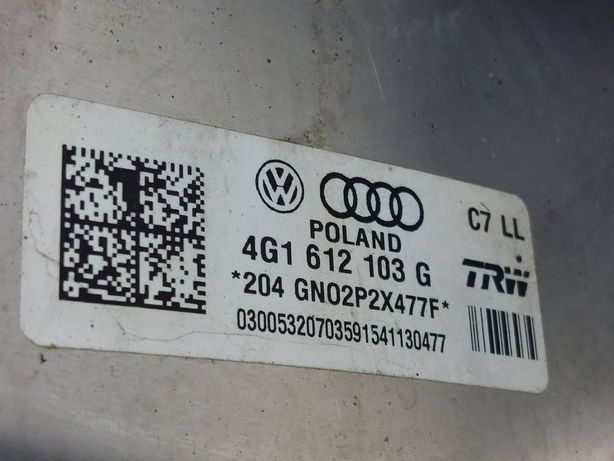 C7 LL
POLAND
4G1 612 103 G
TRW
*204 GN02P2X477F*
03005320703591541130477